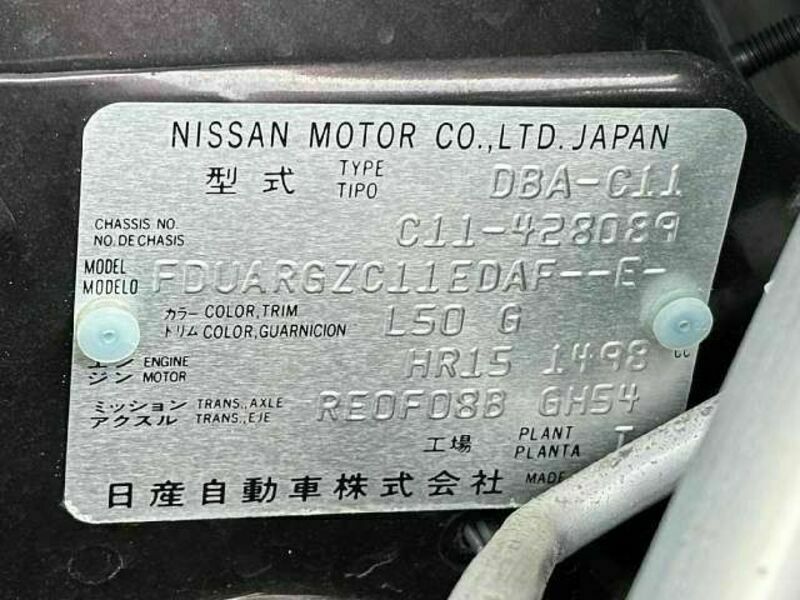 NISSAN MOTOR CO.,LTD. JAPAN
型式 TYPE TIPO DBA-C11
CHASSIS NO. NO. DE CHASIS C11-428089
MODEL MODELO FDUARGZC11EDAF--E-
カラー COLOR, TRIM
トリム COLOR, GUARNICION L50 G
エンジン ENGINE MOTOR HR15 1498 cc
ミッション TRANS., AXLE
アクスル TRANS., EJE RE0F08B GH54
工場 PLANT PLANTA
日産自動車株式会社 MADE